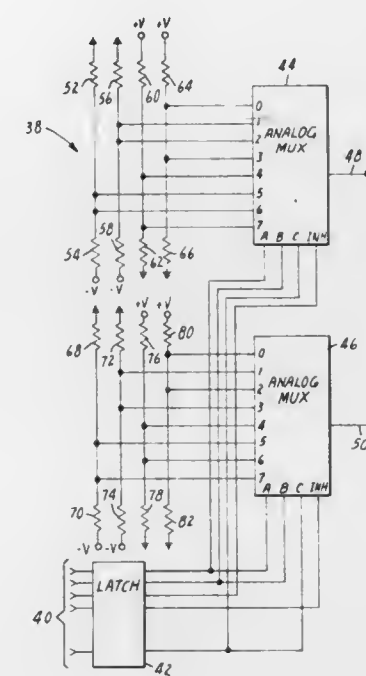 +V +V
52 56 60 64
44
38
0
1
2
3
4
5
6
7
ANALOG
MUX
48
A B C INH
54 58 62 66
-V -V
+V +V
68 72 76 80
46
0
1
2
3
4
5
6
7
ANALOG
MUX
50
A B C INH
70 74 78 82
-V -V
40
LATCH
42